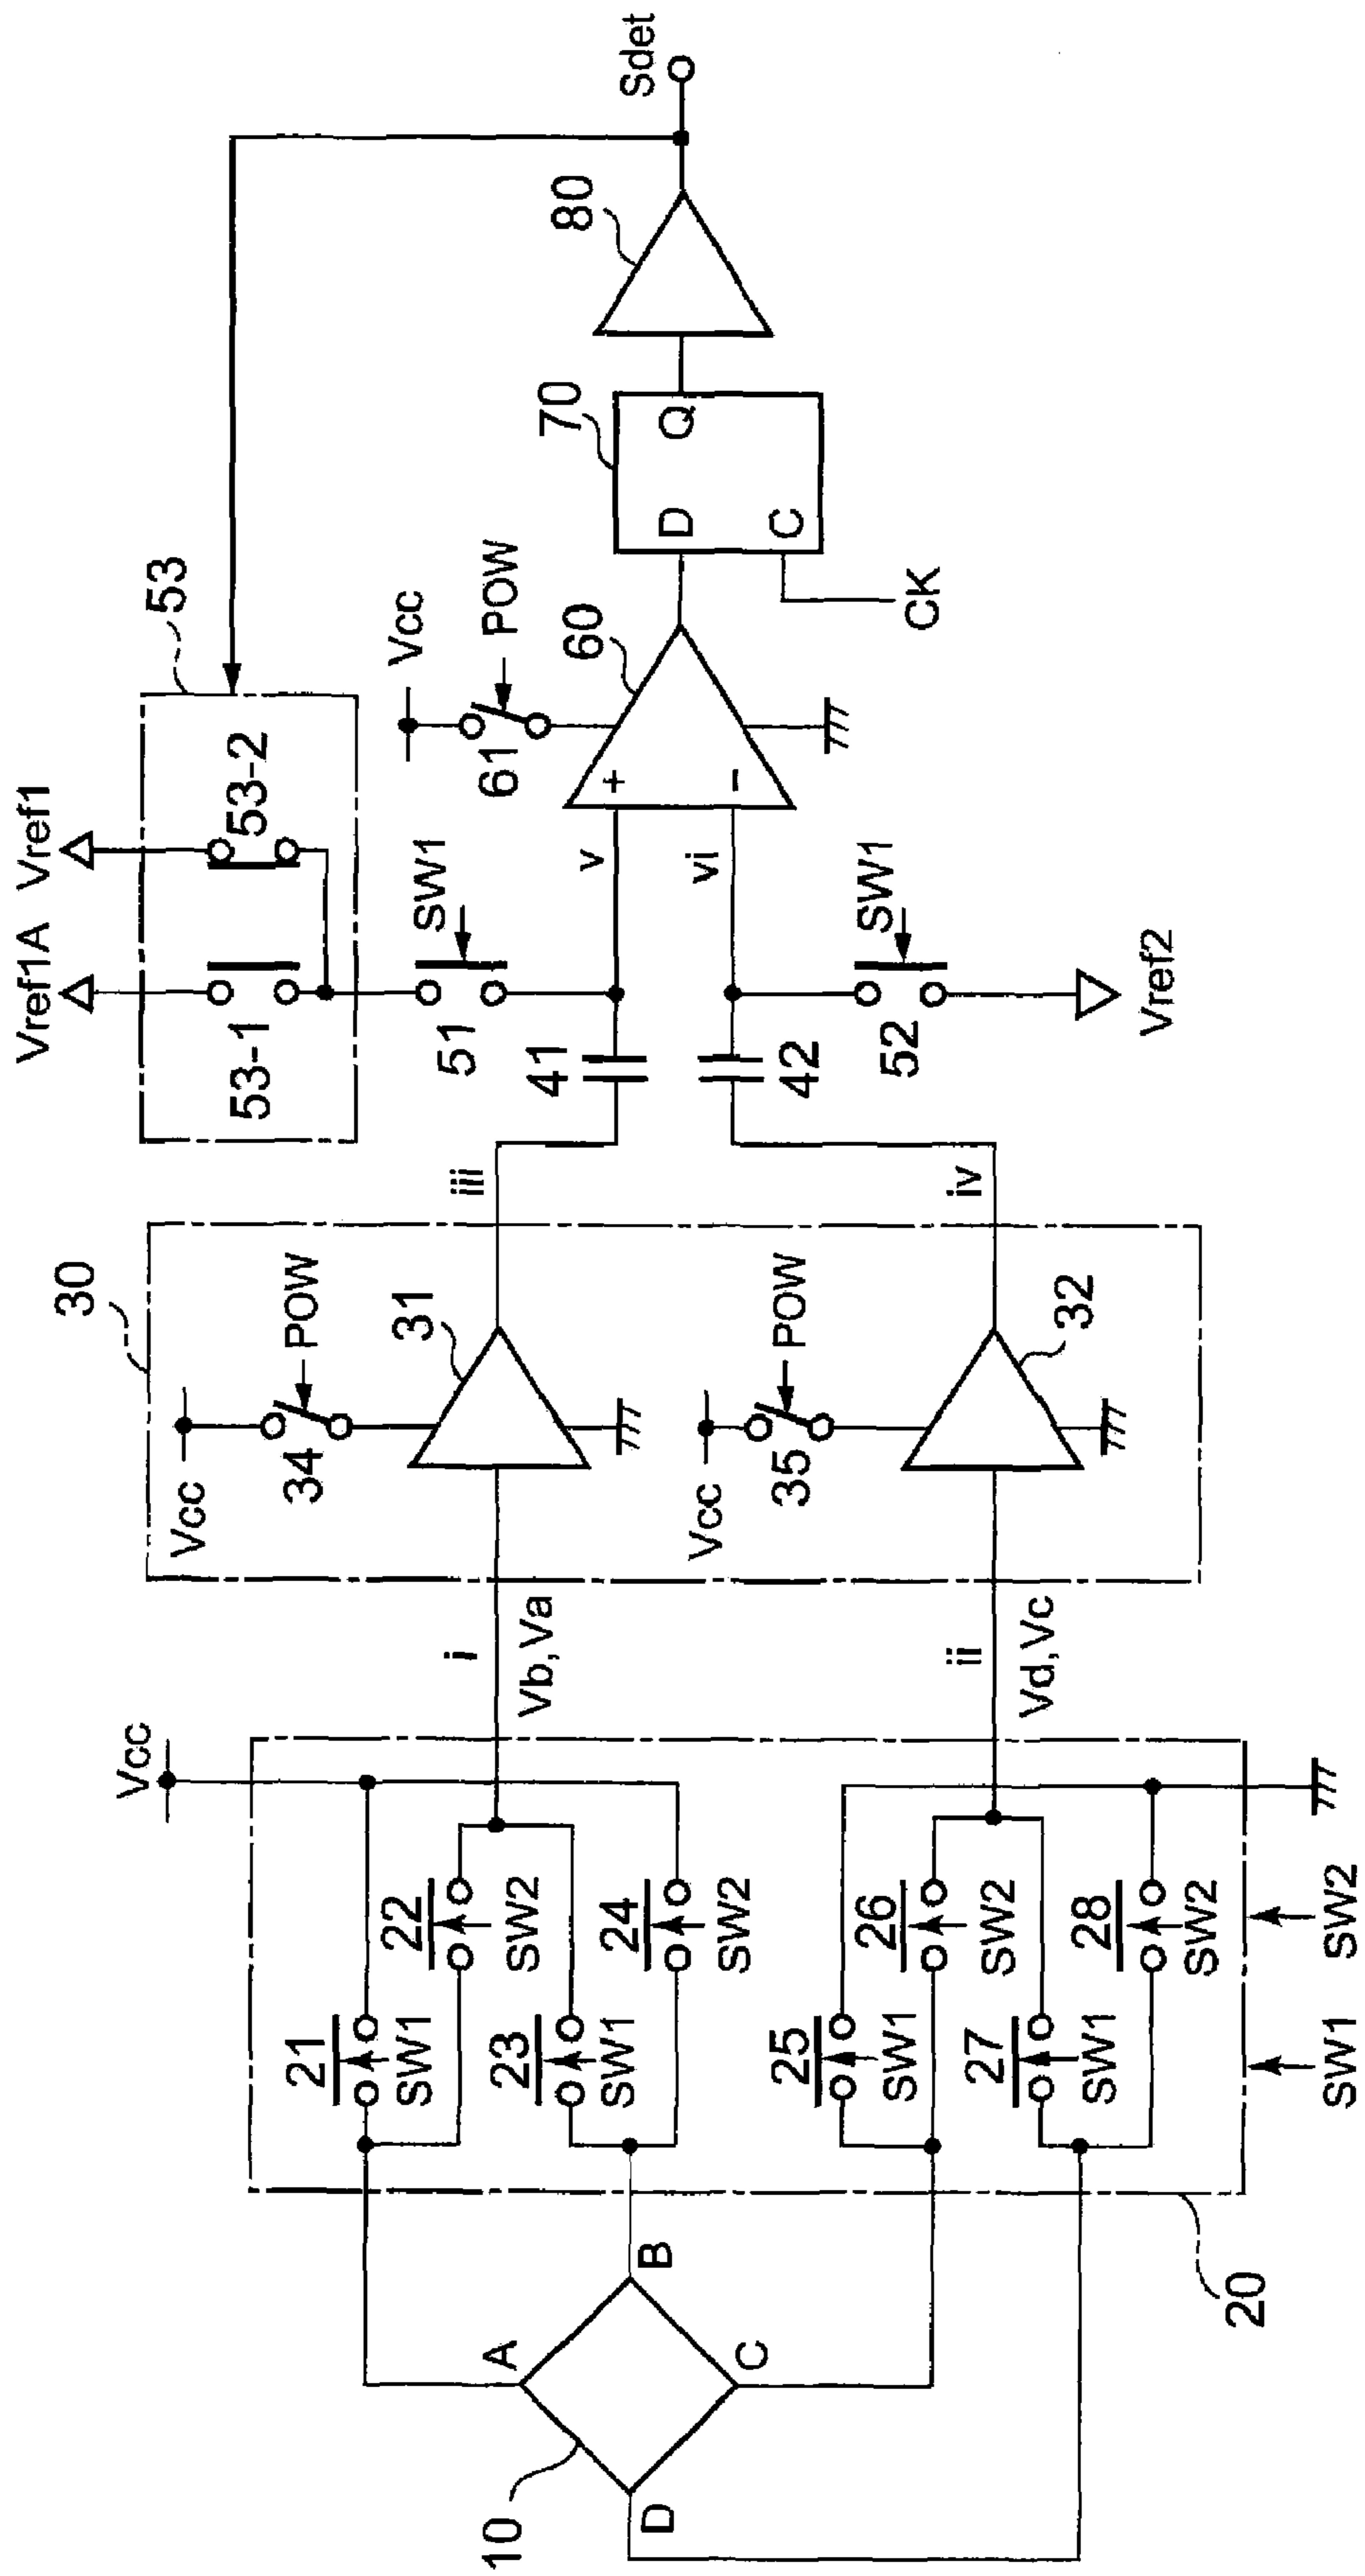 Sdet
80
70
Q
D
C
CK
53
53-2
53-1
Vref1
Vref1A
Vcc
POW
61
60
+
−
v
vi
SW1
51
41
42
SW1
52
Vref2
iii
iv
30
Vcc
POW
34
31
Vcc
POW
35
32
i
Vb,Va
ii
Vd,Vc
Vcc
21
SW1
22
SW2
23
SW1
24
SW2
25
SW1
26
SW2
27
SW1
28
SW2
SW1
SW2
20
10
A
B
C
D